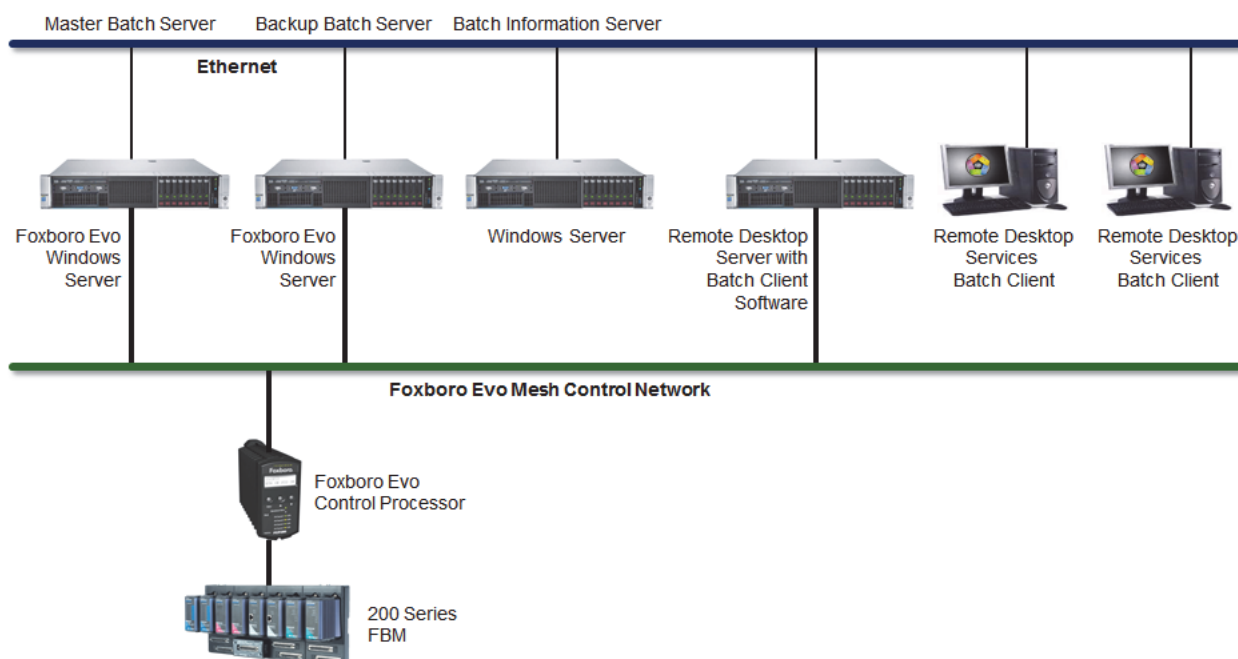 Master Batch Server
Backup Batch Server
Batch Information Server
Ethernet
Foxboro Evo
Windows
Server
Foxboro Evo
Windows
Server
Windows Server
Remote Desktop
Server with
Batch Client
Software
Remote Desktop
Services
Batch Client
Remote Desktop
Services
Batch Client
Foxboro Evo Mesh Control Network
Foxboro
Foxboro Evo
Control Processor
200 Series
FBM